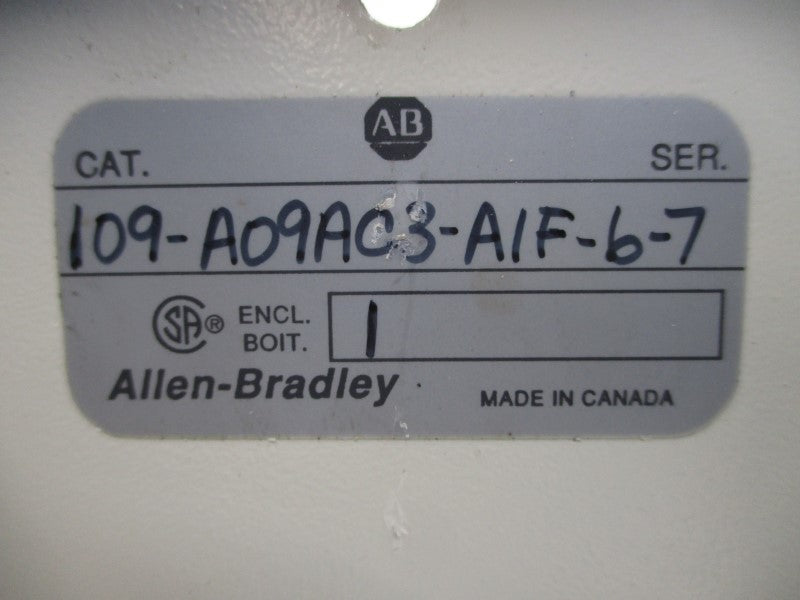 AB
CAT. SER.
109-A09AC3-A1F-6-7
SA® ENCL. BOIT. 1
Allen-Bradley MADE IN CANADA